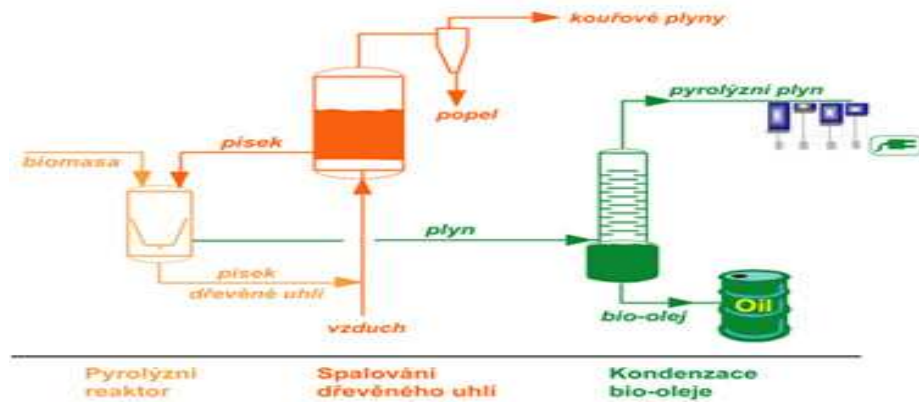 kouřové plyny
pyrolýzní plyn
popel
písek
biomasa
plyn
písek
dřevěné uhlí
bio-olej
Oil
vzduch
Pyrolýzní
reaktor
Spalování
dřevěného uhlí
Kondenzace
bio-oleje